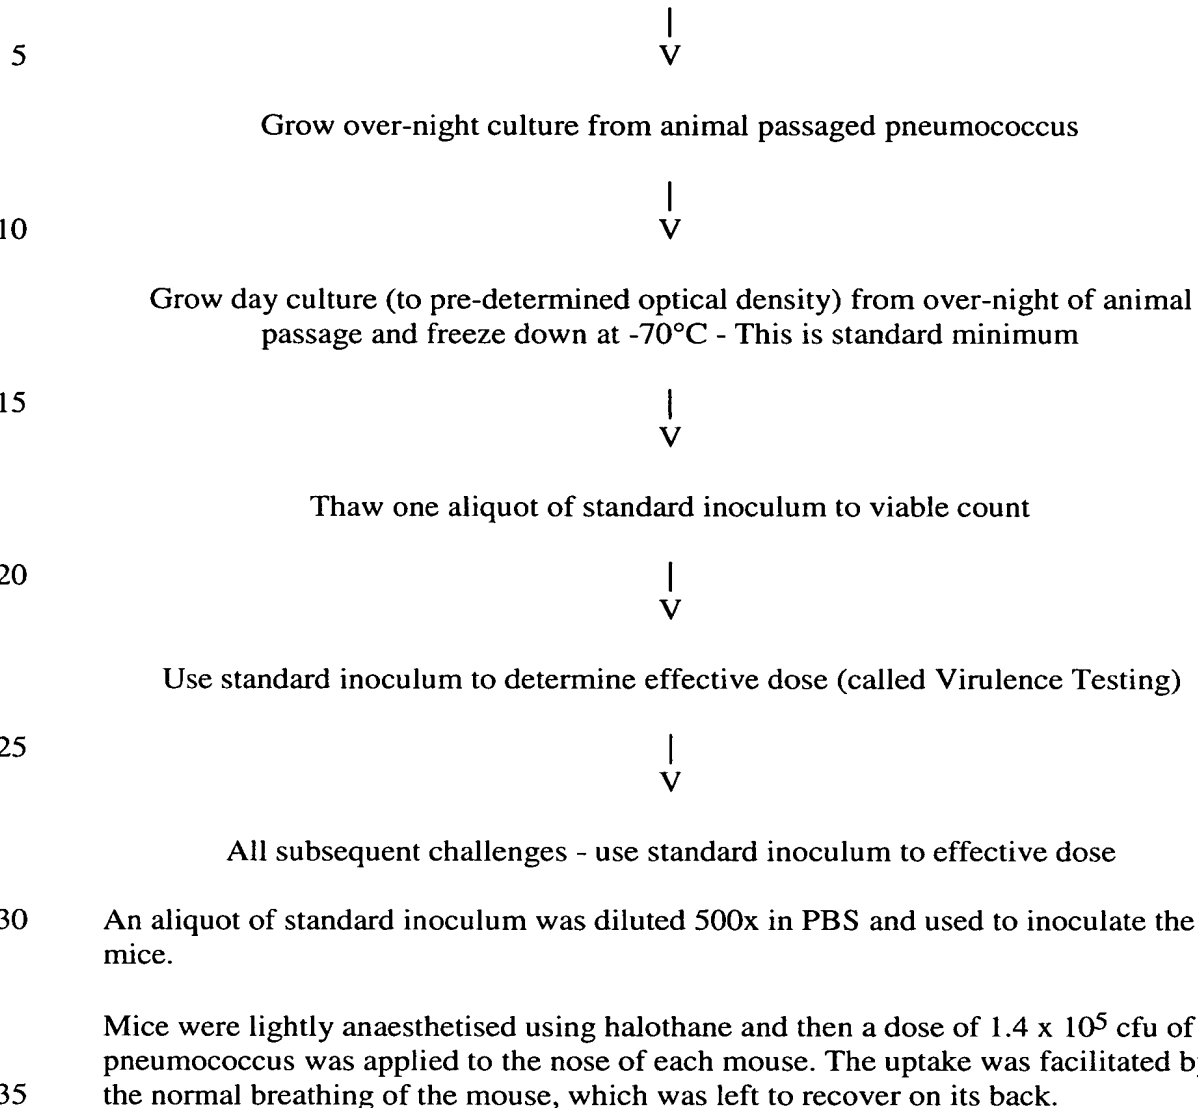 |
5 V
Grow over-night culture from animal passaged pneumococcus
|
10 V
Grow day culture (to pre-determined optical density) from over-night of animal
passage and freeze down at -70°C - This is standard minimum
15 |
V
Thaw one aliquot of standard inoculum to viable count
20 |
V
Use standard inoculum to determine effective dose (called Virulence Testing)
25 |
V
All subsequent challenges - use standard inoculum to effective dose
30 An aliquot of standard inoculum was diluted 500x in PBS and used to inoculate the
mice.
Mice were lightly anaesthetised using halothane and then a dose of 1.4 x 10⁵ cfu of
pneumococcus was applied to the nose of each mouse. The uptake was facilitated by
35 the normal breathing of the mouse, which was left to recover on its back.